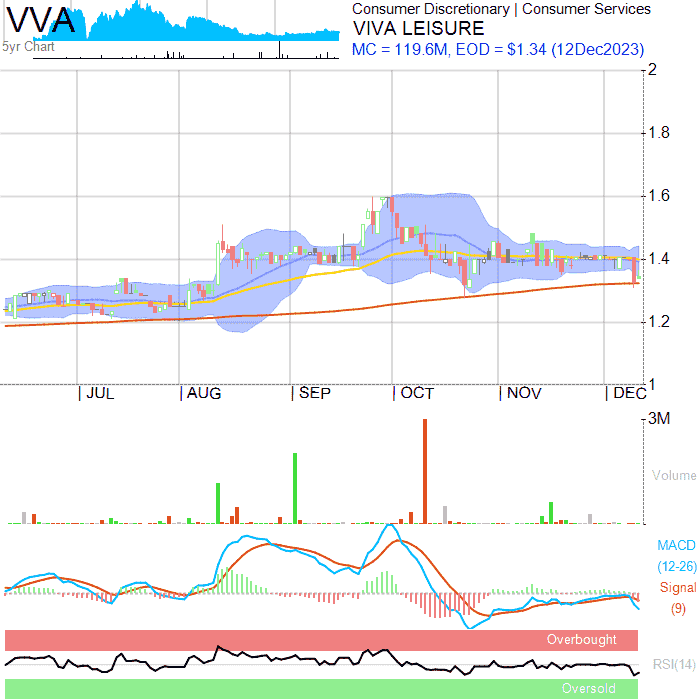 VVA
5yr Chart
Consumer Discretionary | Consumer Services
VIVA LEISURE
MC = 119.6M, EOD = $1.34 (12Dec2023)
2
1.8
1.6
1.4
1.2
1
JUL
AUG
SEP
OCT
NOV
DEC
3M
Volume
MACD
(12-26)
Signal
(9)
Overbought
RSI(14)
Oversold